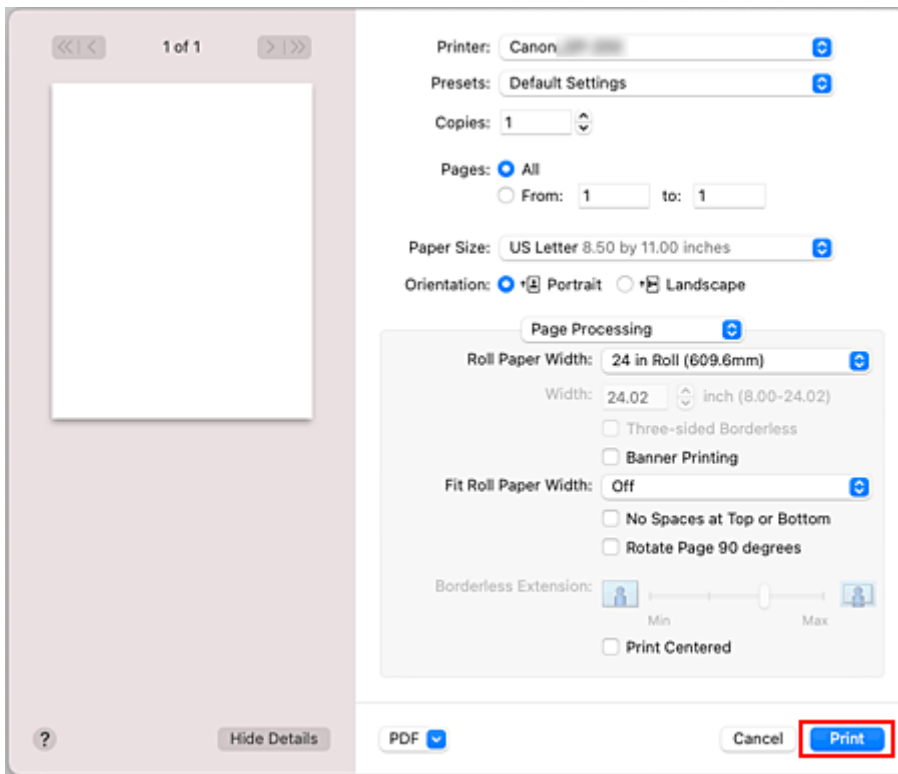 1 of 1
Printer: Canon
Presets: Default Settings
Copies: 1
Pages: All
From: 1 to: 1
Paper Size: US Letter 8.50 by 11.00 inches
Orientation: Portrait Landscape
Page Processing
Roll Paper Width: 24 in Roll (609.6mm)
Width: 24.02 inch (8.00-24.02)
Three-sided Borderless
Banner Printing
Fit Roll Paper Width: Off
No Spaces at Top or Bottom
Rotate Page 90 degrees
Borderless Extension:
Min Max
Print Centered
? Hide Details PDF Cancel Print